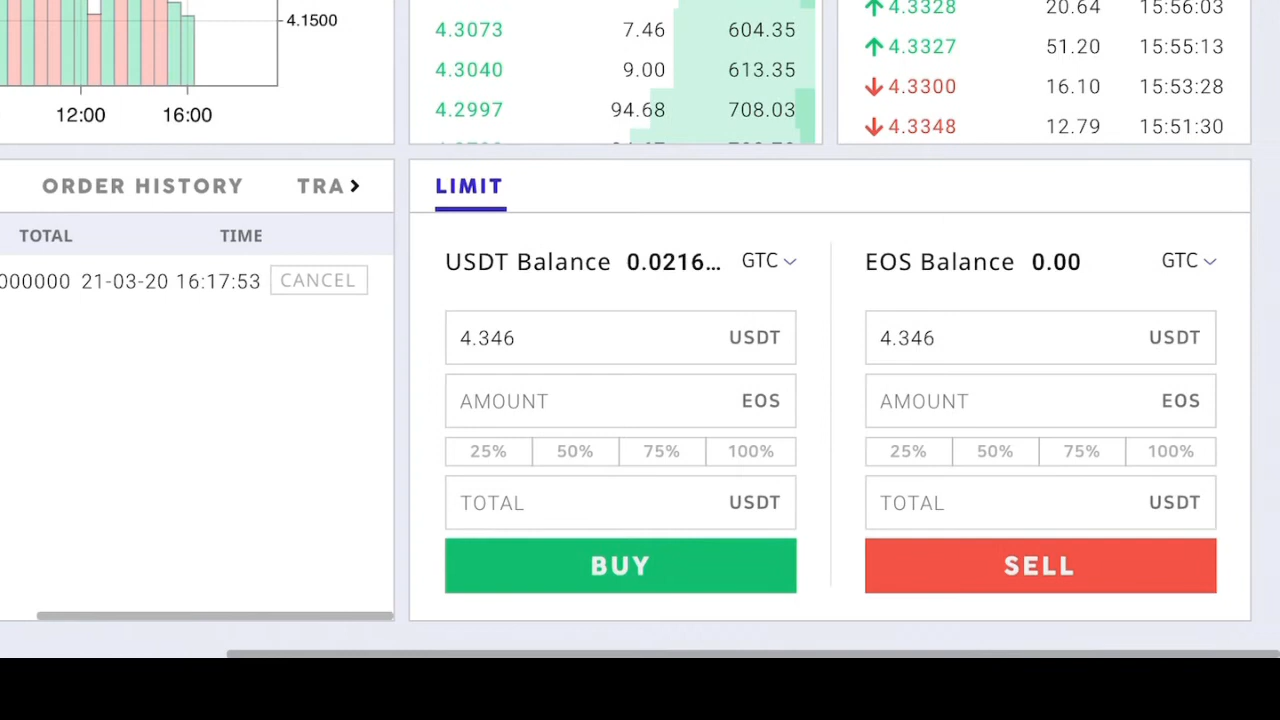 4.1500
12:00 16:00
4.3073 7.46 604.35
4.3040 9.00 613.35
4.2997 94.68 708.03
4.3328 20.64 15:56:03
4.3327 51.20 15:55:13
4.3300 16.10 15:53:28
4.3348 12.79 15:51:30
ORDER HISTORY TRA
TOTAL TIME
000000 21-03-20 16:17:53 CANCEL
LIMIT
USDT Balance 0.0216... GTC
4.346 USDT
AMOUNT EOS
25% 50% 75% 100%
TOTAL USDT
BUY
EOS Balance 0.00 GTC
4.346 USDT
AMOUNT EOS
25% 50% 75% 100%
TOTAL USDT
SELL